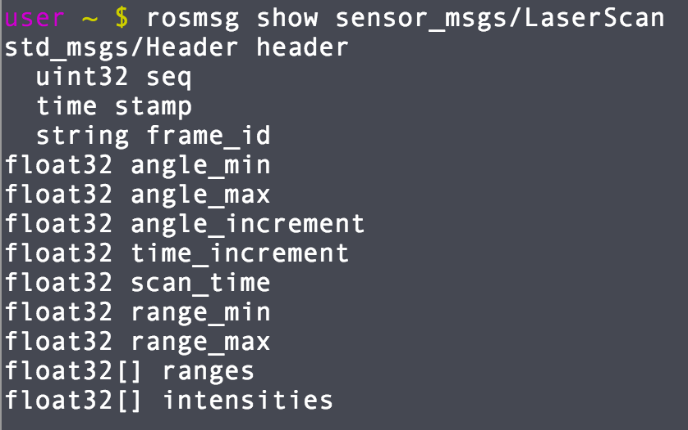 user ~ $ rosmsg show sensor_msgs/LaserScan
std_msgs/Header header
  uint32 seq
  time stamp
  string frame_id
float32 angle_min
float32 angle_max
float32 angle_increment
float32 time_increment
float32 scan_time
float32 range_min
float32 range_max
float32[] ranges
float32[] intensities